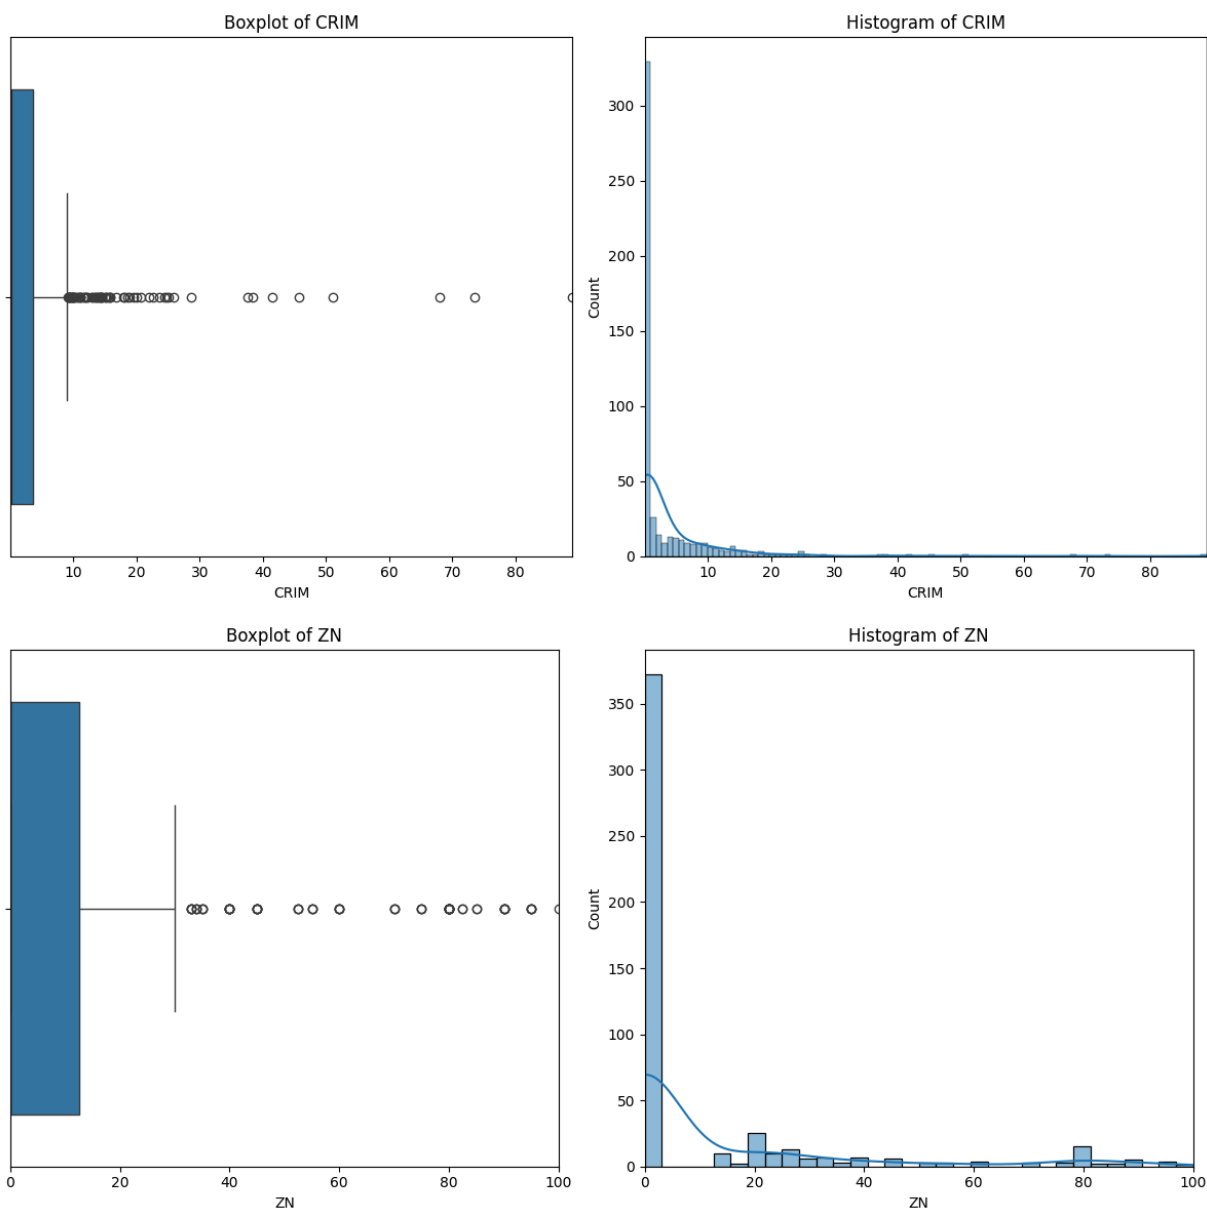 Boxplot of CRIM
10 20 30 40 50 60 70 80
CRIM
Histogram of CRIM
300
250
200
150
100
50
0
Count
10 20 30 40 50 60 70 80
CRIM
Boxplot of ZN
0 20 40 60 80 100
ZN
Histogram of ZN
350
300
250
200
150
100
50
0
Count
0 20 40 60 80 100
ZN